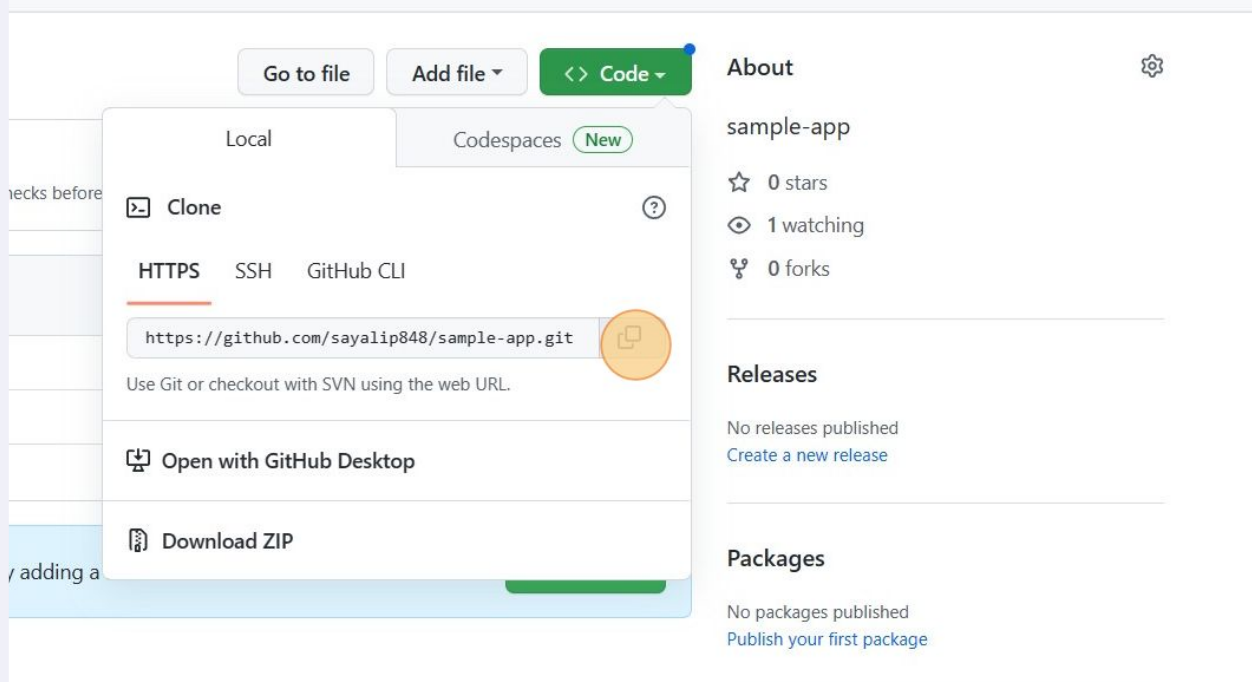 Go to file
Add file
Code
Local
Codespaces New
hecks before
Clone
HTTPS SSH GitHub CLI
https://github.com/sayalip848/sample-app.git
Use Git or checkout with SVN using the web URL.
Open with GitHub Desktop
Download ZIP
y adding a
About
sample-app
0 stars
1 watching
0 forks
Releases
No releases published
Create a new release
Packages
No packages published
Publish your first package